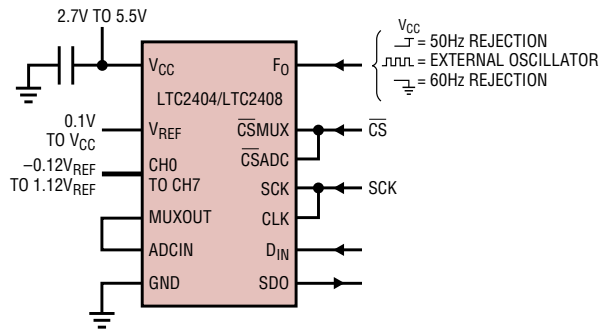 2.7V TO 5.5V
VCC
VCC
FO
= 50Hz REJECTION
= EXTERNAL OSCILLATOR
= 60Hz REJECTION
LTC2404/LTC2408
0.1V
TO VCC
VREF
CSMUX
CS
CSADC
–0.12VREF
TO 1.12VREF
CH0
TO CH7
SCK
SCK
MUXOUT
CLK
ADCIN
DIN
GND
SDO